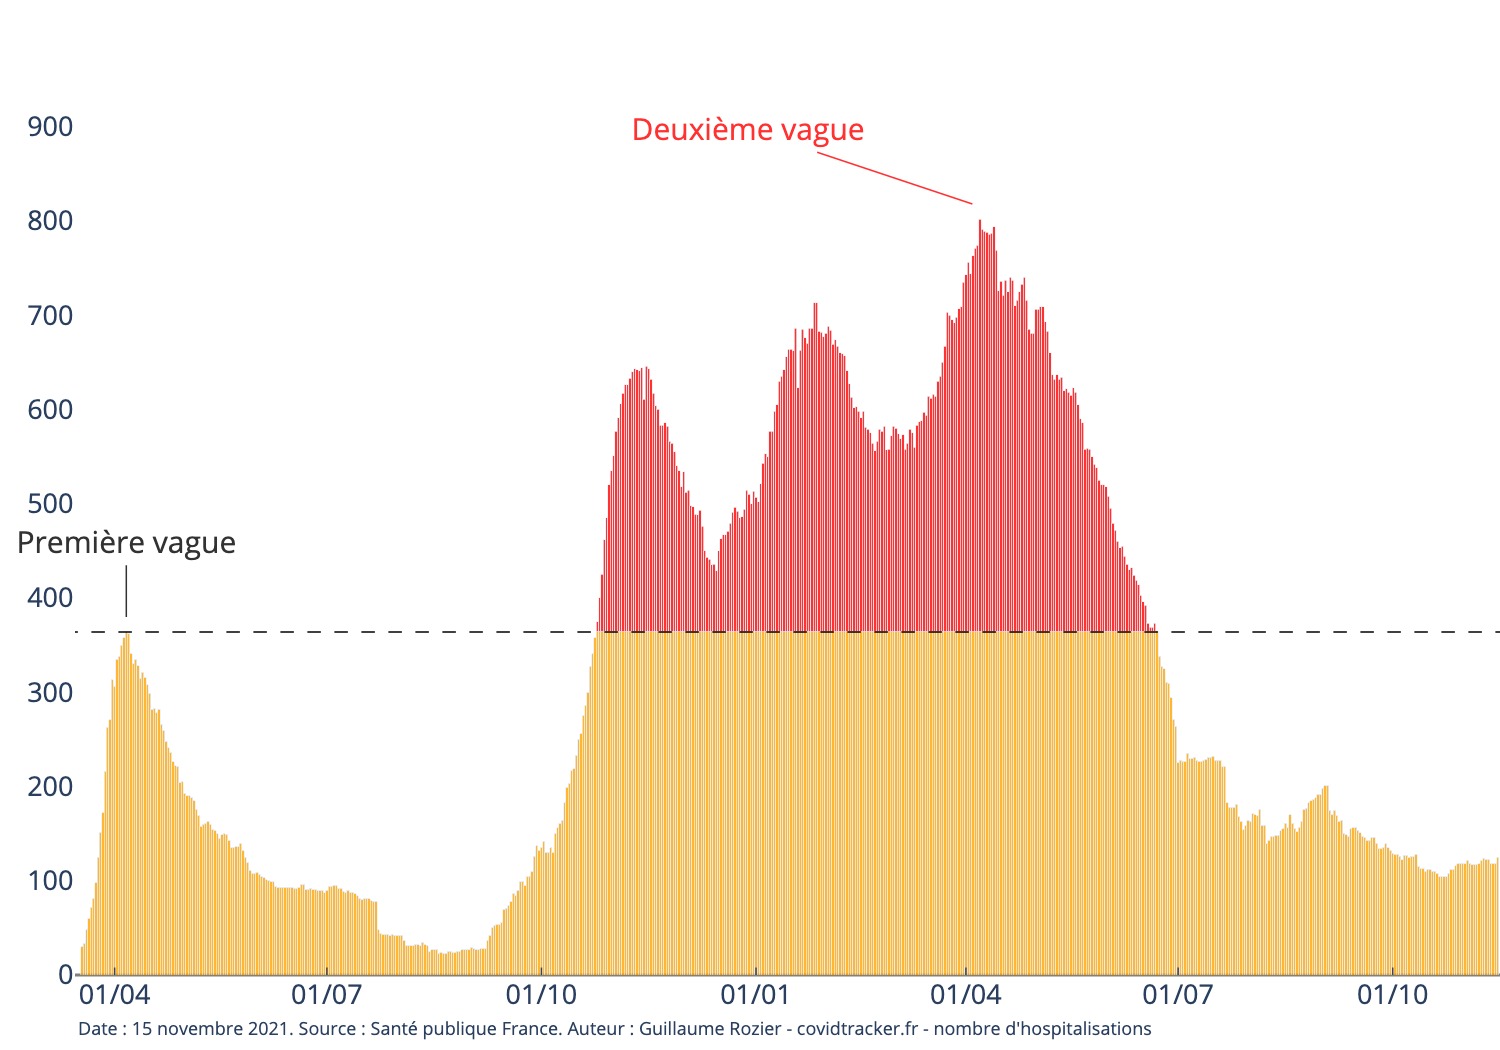 900
Deuxième vague
800
700
600
500
Première vague
400
300
200
100
0
01/04 01/07 01/10 01/01 01/04 01/07 01/10
Date : 15 novembre 2021. Source : Santé publique France. Auteur : Guillaume Rozier - covidtracker.fr - nombre d'hospitalisations